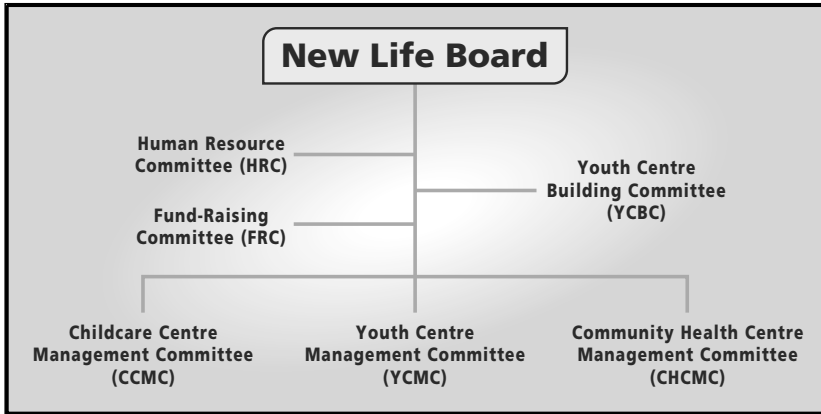 New Life Board
Human Resource
Committee (HRC)
Youth Centre
Building Committee
(YCBC)
Fund-Raising
Committee (FRC)
Childcare Centre
Management Committee
(CCMC)
Youth Centre
Management Committee
(YCMC)
Community Health Centre
Management Committee
(CHCMC)